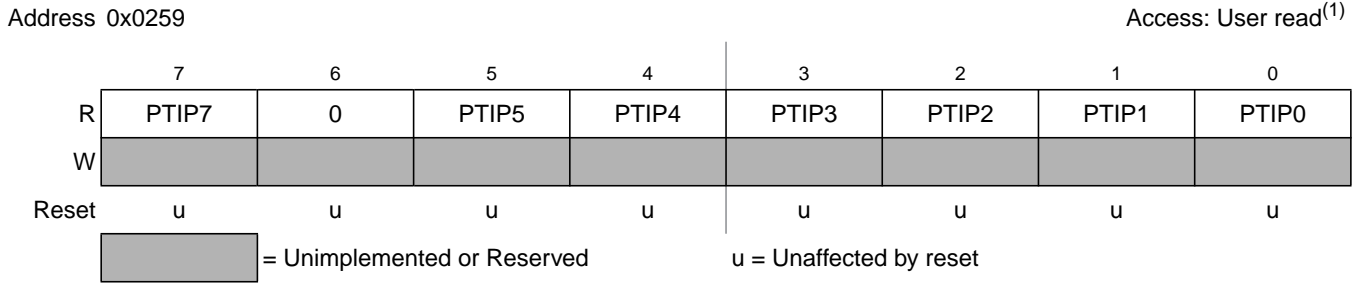 Address 0x0259 Access: User read(1)
7 6 5 4 3 2 1 0
R PTIP7 0 PTIP5 PTIP4 PTIP3 PTIP2 PTIP1 PTIP0
W
Reset u u u u u u u u
= Unimplemented or Reserved u = Unaffected by reset